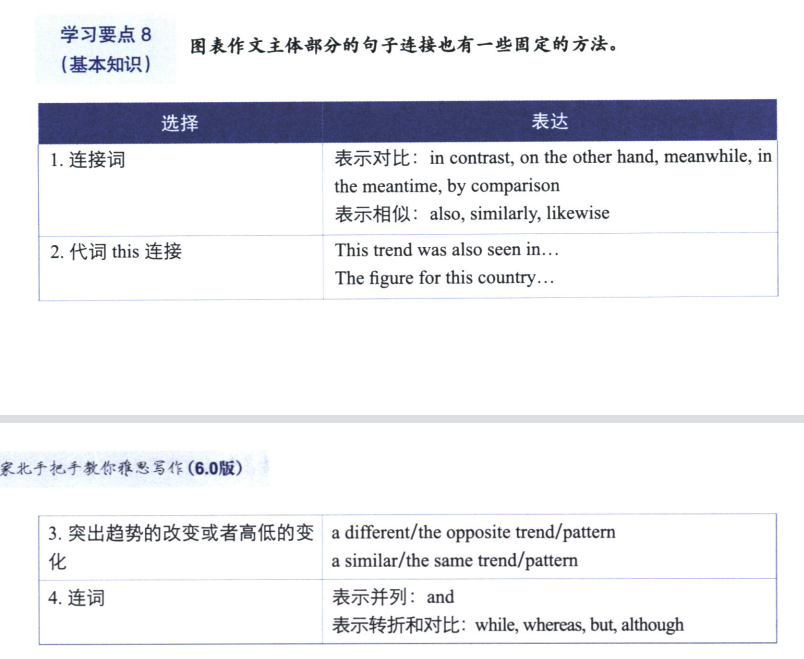 学习要点 8
(基本知识)
图表作文主体部分的句子连接也有一些固定的方法。
选择
表达
1. 连接词
表示对比：in contrast, on the other hand, meanwhile, in
the meantime, by comparison
表示相似：also, similarly, likewise
2. 代词 this 连接
This trend was also seen in…
The figure for this country…
家北手把手教你雅思写作(6.0版)
3. 突出趋势的改变或者高低的变
化
a different/the opposite trend/pattern
a similar/the same trend/pattern
4. 连词
表示并列：and
表示转折和对比：while, whereas, but, although